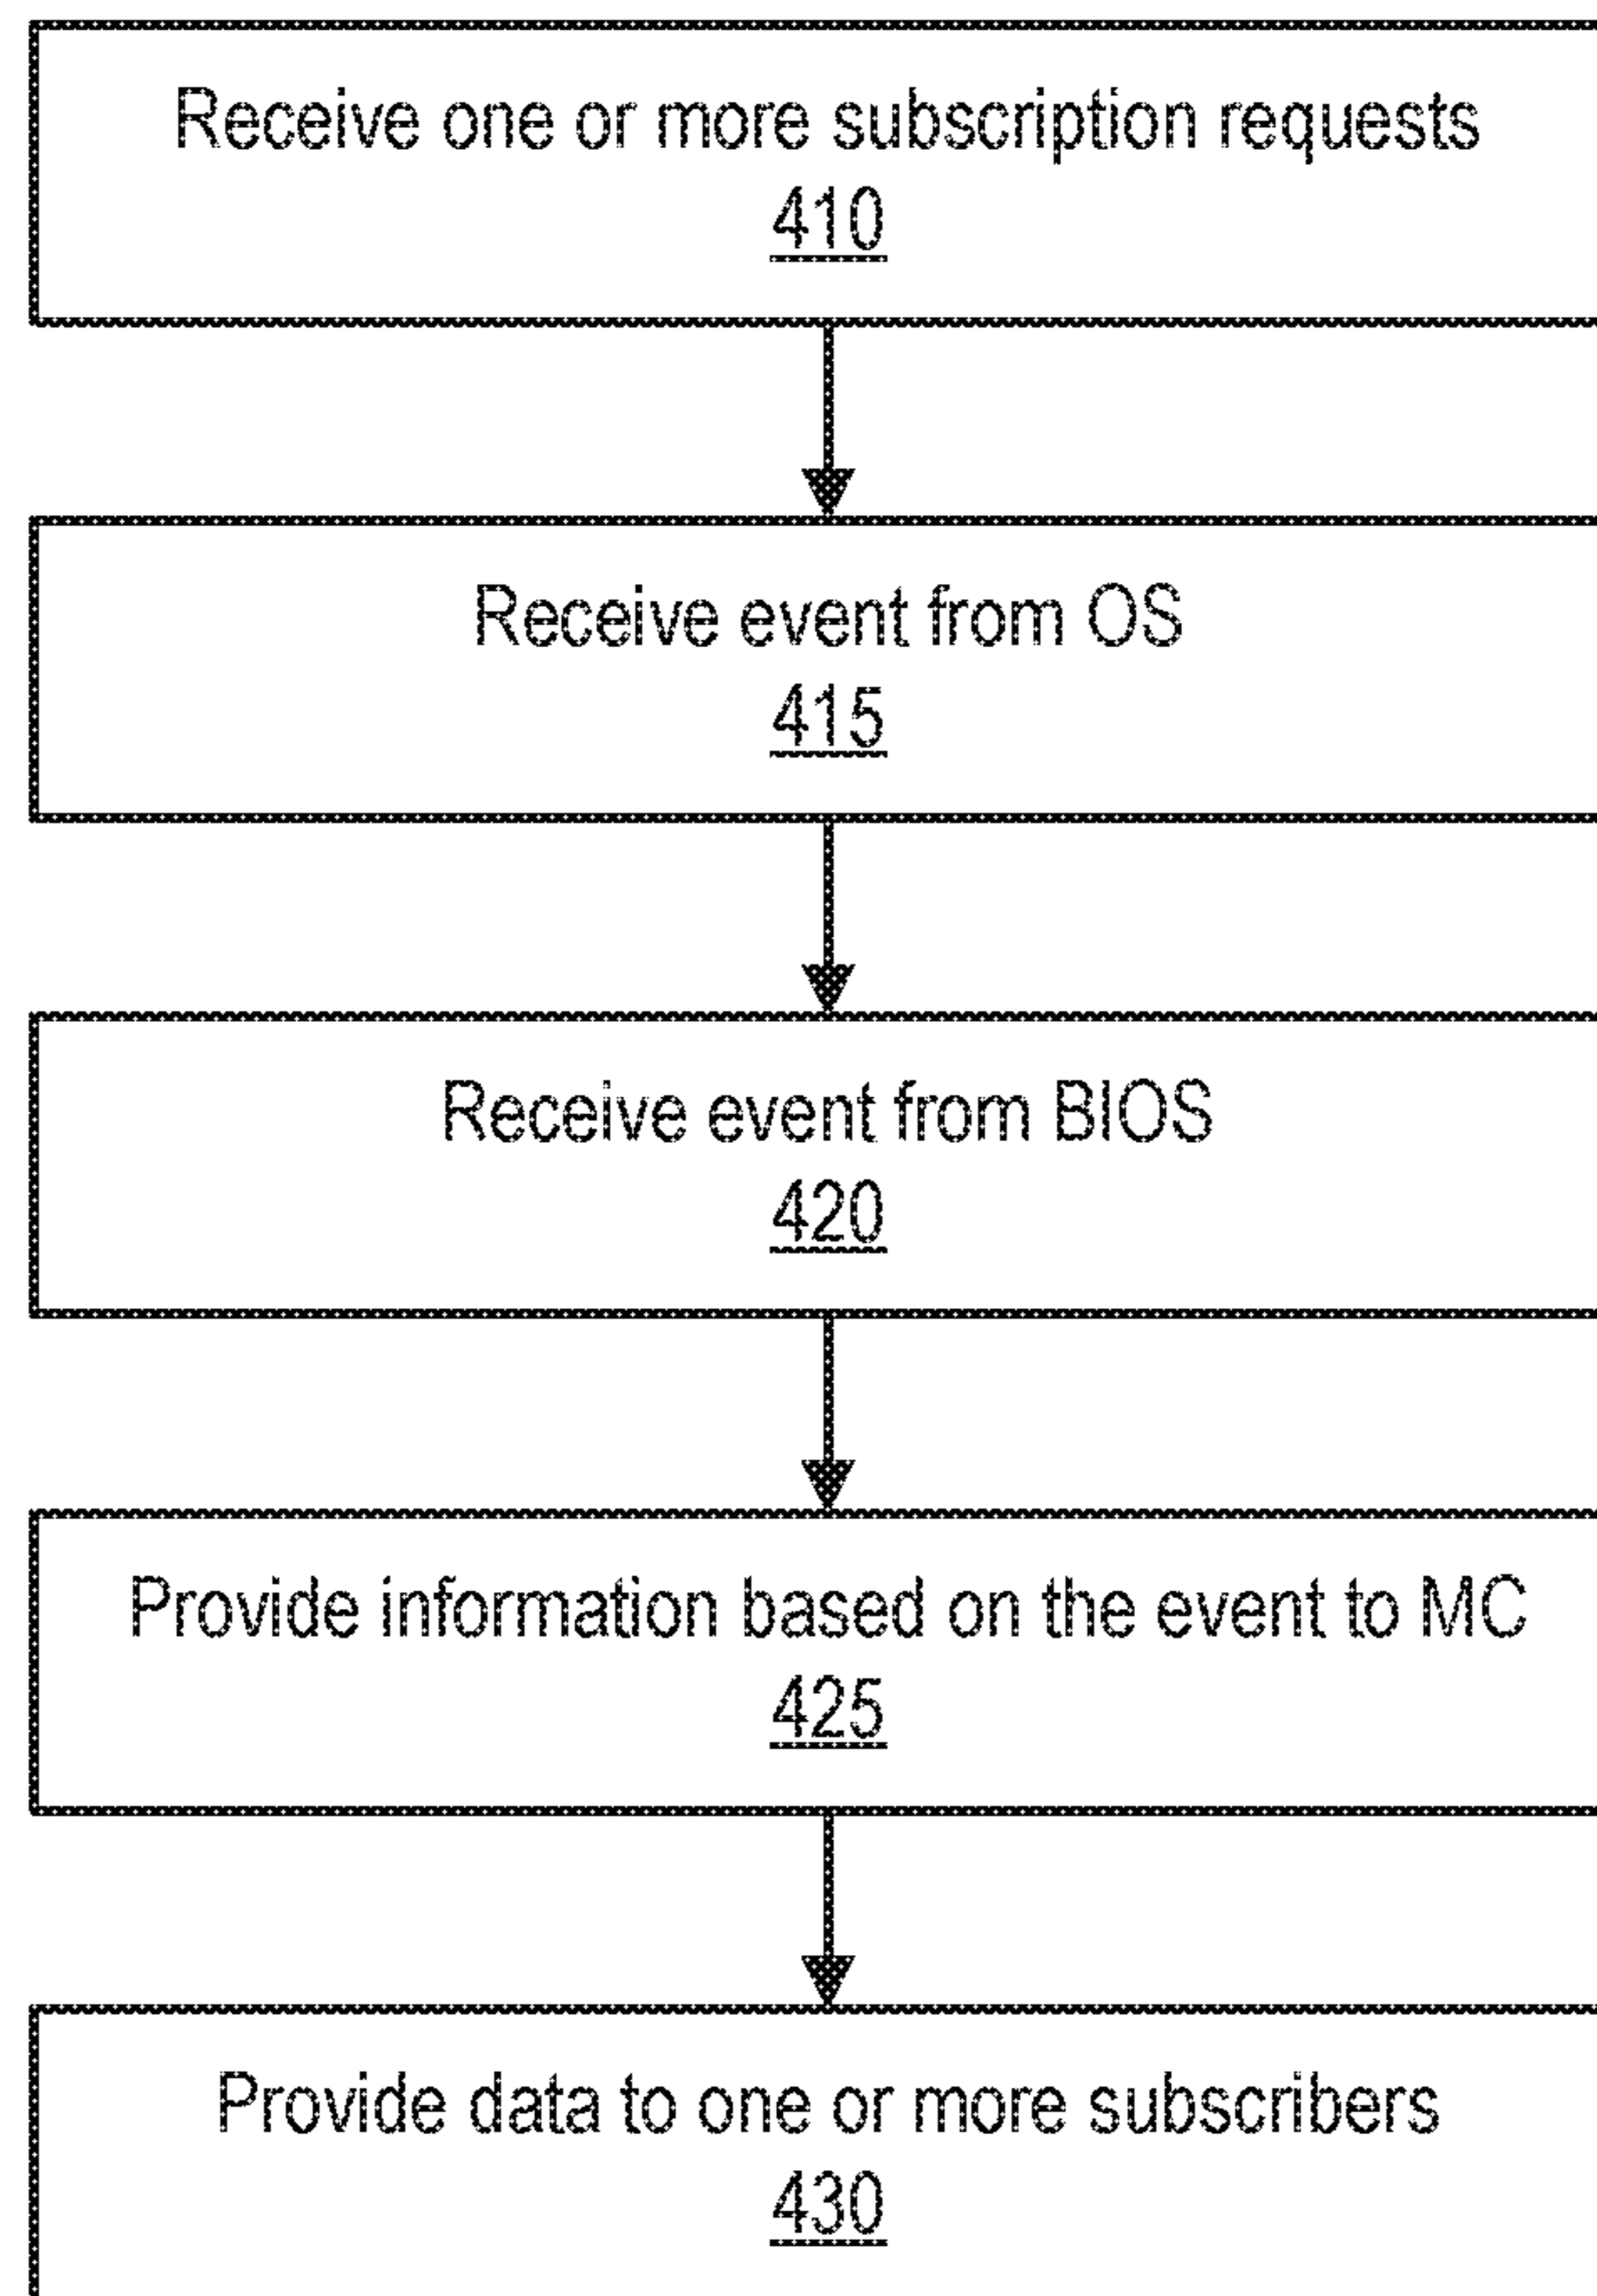 Receive one or more subscription requests
410
Receive event from OS
415
Receive event from BIOS
420
Provide information based on the event to MC
425
Provide data to one or more subscribers
430